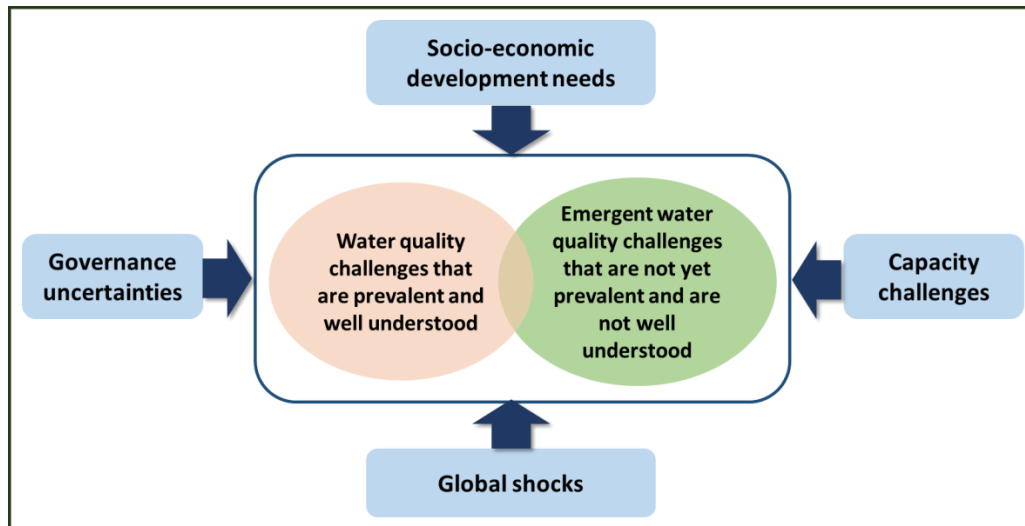 Socio-economic
development needs
Governance
uncertainties
Water quality
challenges that
are prevalent and
well understood
Emergent water
quality challenges
that are not yet
prevalent and are
not well
understood
Capacity
challenges
Global shocks